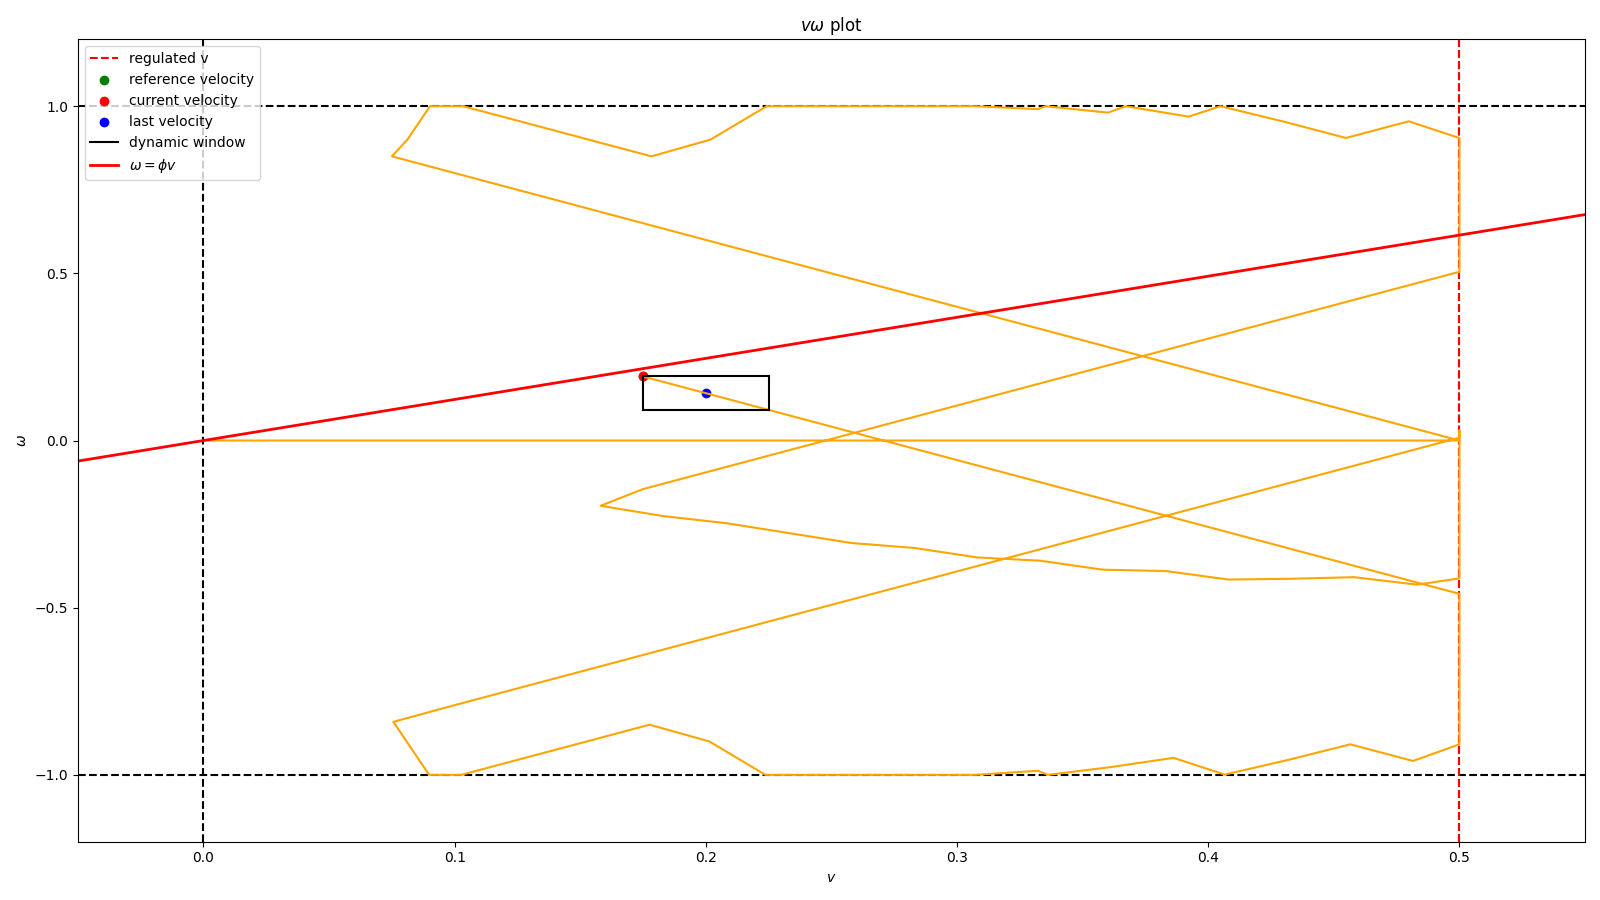 vω plot
regulated v
reference velocity
current velocity
last velocity
dynamic window
ω = ϕv
1.0
0.5
0.0
−0.5
−1.0
ω
0.0 0.1 0.2 0.3 0.4 0.5
v